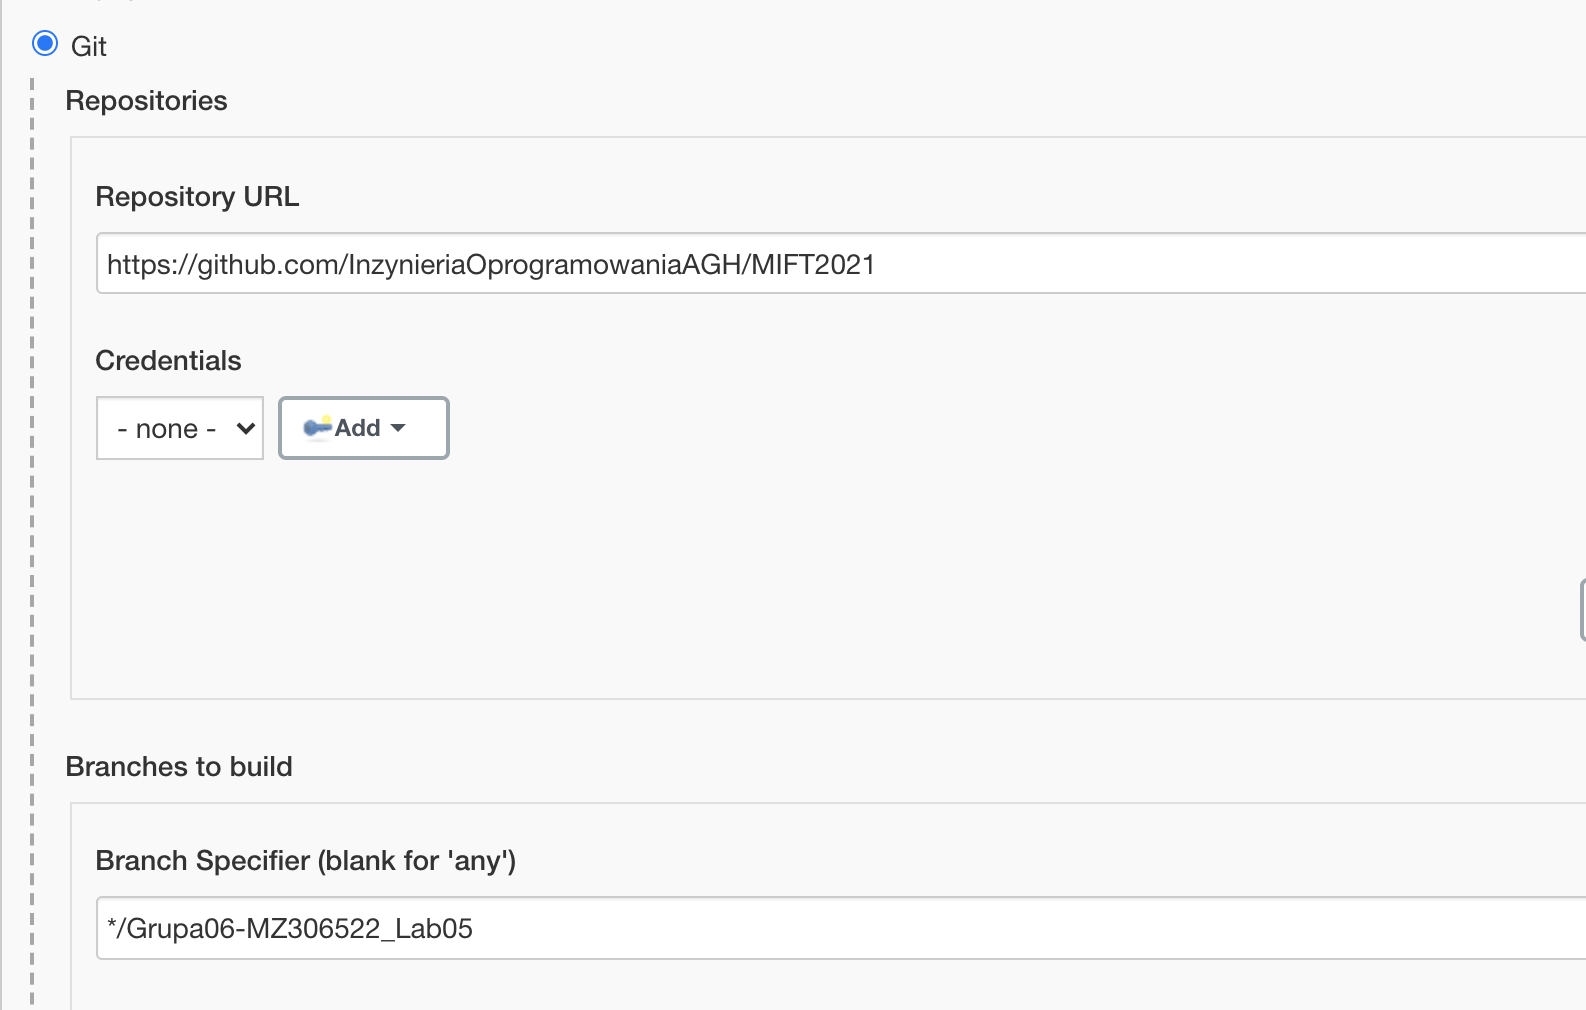 Git
Repositories
Repository URL
https://github.com/InzynieriaOprogramowaniaAGH/MIFT2021
Credentials
- none -
Add
Branches to build
Branch Specifier (blank for 'any')
*/Grupa06-MZ306522_Lab05